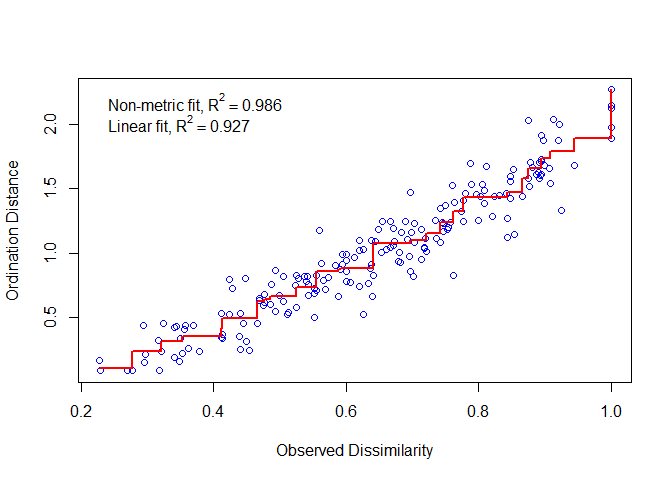 Non-metric fit, R² = 0.986
Linear fit, R² = 0.927
Ordination Distance
2.0
1.5
1.0
0.5
0.2 0.4 0.6 0.8 1.0
Observed Dissimilarity